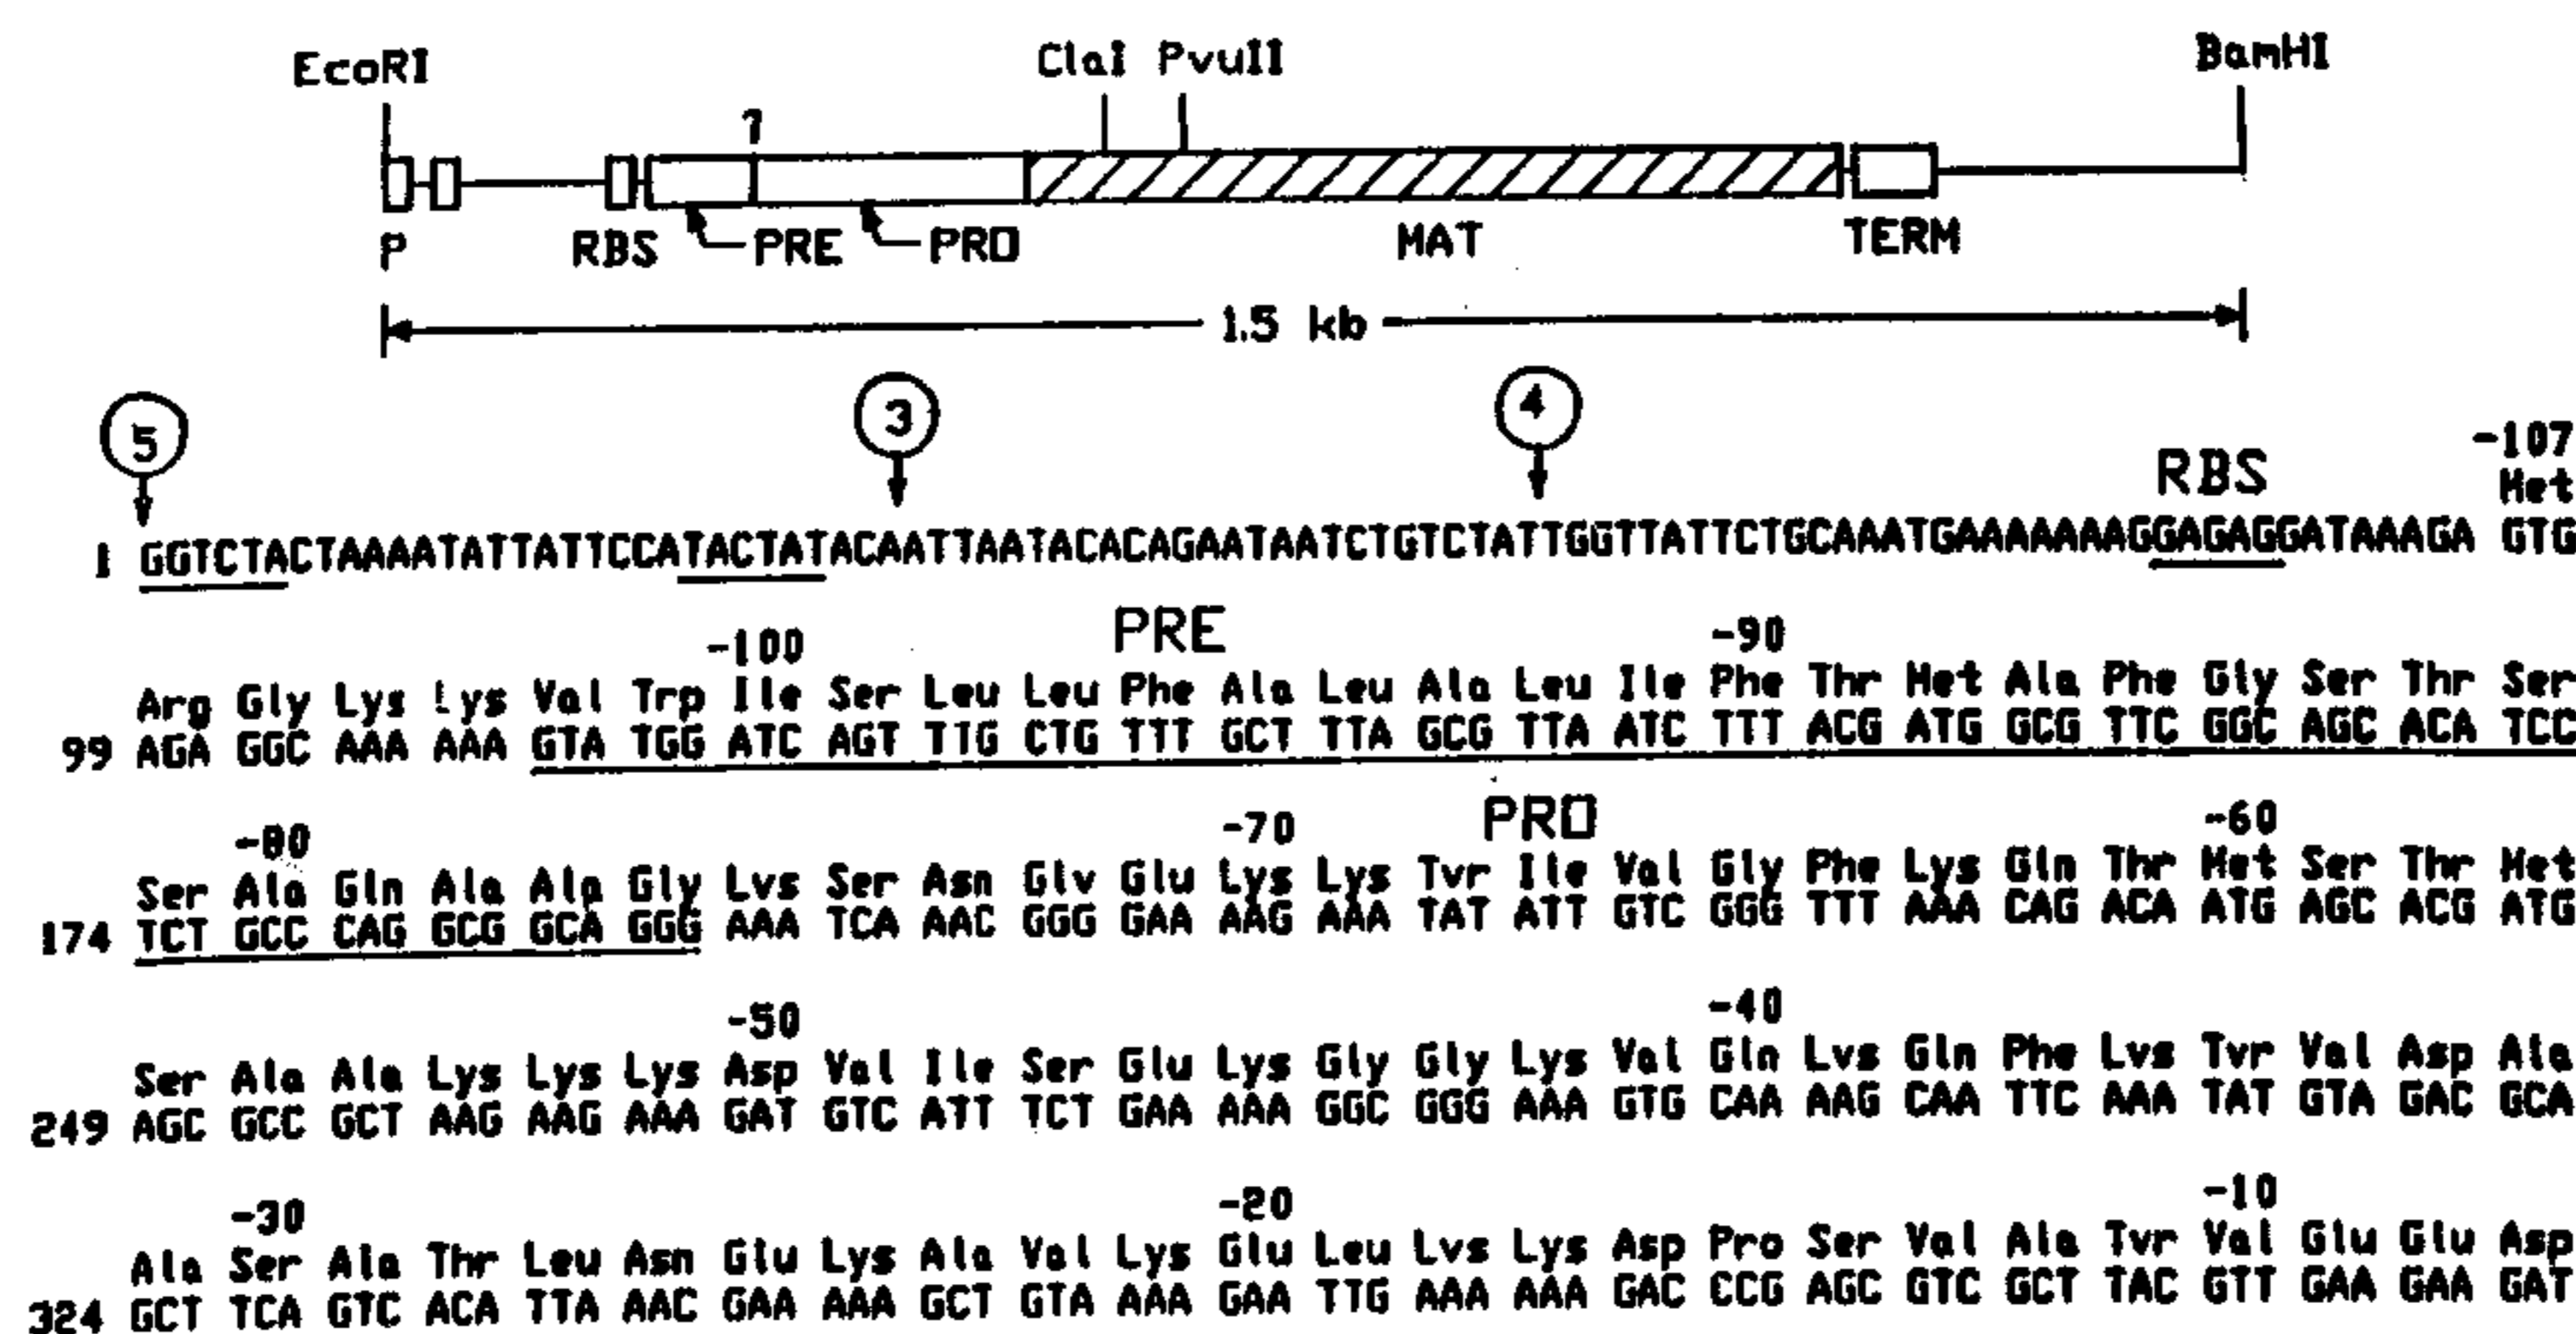 EcoRI ClaI PvuII BamHI
?
P RBS PRE PRO MAT TERM
1.5 kb
5 3 4
RBS -107
Met
1 GGTCTACTAAAATATTATTCCATACTATACAATTAATACACAGAATAATCTGTCTATTGGTTATTCTGCAAATGAAAAAAAGGAGAGGATAAAGA GTG
PRE
-100 -90
Arg Gly Lys Lys Val Trp Ile Ser Leu Leu Phe Ala Leu Ala Leu Ile Phe Thr Met Ala Phe Gly Ser Thr Ser
99 AGA GGC AAA AAA GTA TGG ATC AGT TTG CTG TTT GCT TTA GCG TTA ATC TTT ACG ATG GCG TTC GGC AGC ACA TCC
PRO
-80 -70 -60
Ser Ala Gln Ala Ala Gly Lys Ser Asn Gly Glu Lys Lys Tyr Ile Val Gly Phe Lys Gln Thr Met Ser Thr Met
174 TCT GCC CAG GCG GCA GGG AAA TCA AAC GGG GAA AAG AAA TAT ATT GTC GGG TTT AAA CAG ACA ATG AGC ACG ATG
-50 -40
Ser Ala Ala Lys Lys Lys Asp Val Ile Ser Glu Lys Gly Gly Lys Val Gln Lys Gln Phe Lys Tyr Val Asp Ala
249 AGC GCC GCT AAG AAG AAA GAT GTC ATT TCT GAA AAA GGC GGG AAA GTG CAA AAG CAA TTC AAA TAT GTA GAC GCA
-30 -20 -10
Ala Ser Ala Thr Leu Asn Glu Lys Ala Val Lys Glu Leu Lys Lys Asp Pro Ser Val Ala Tyr Val Glu Glu Asp
324 GCT TCA GTC ACA TTA AAC GAA AAA GCT GTA AAA GAA TTG AAA AAA GAC CCG AGC GTC GCT TAC GTT GAA GAA GAT